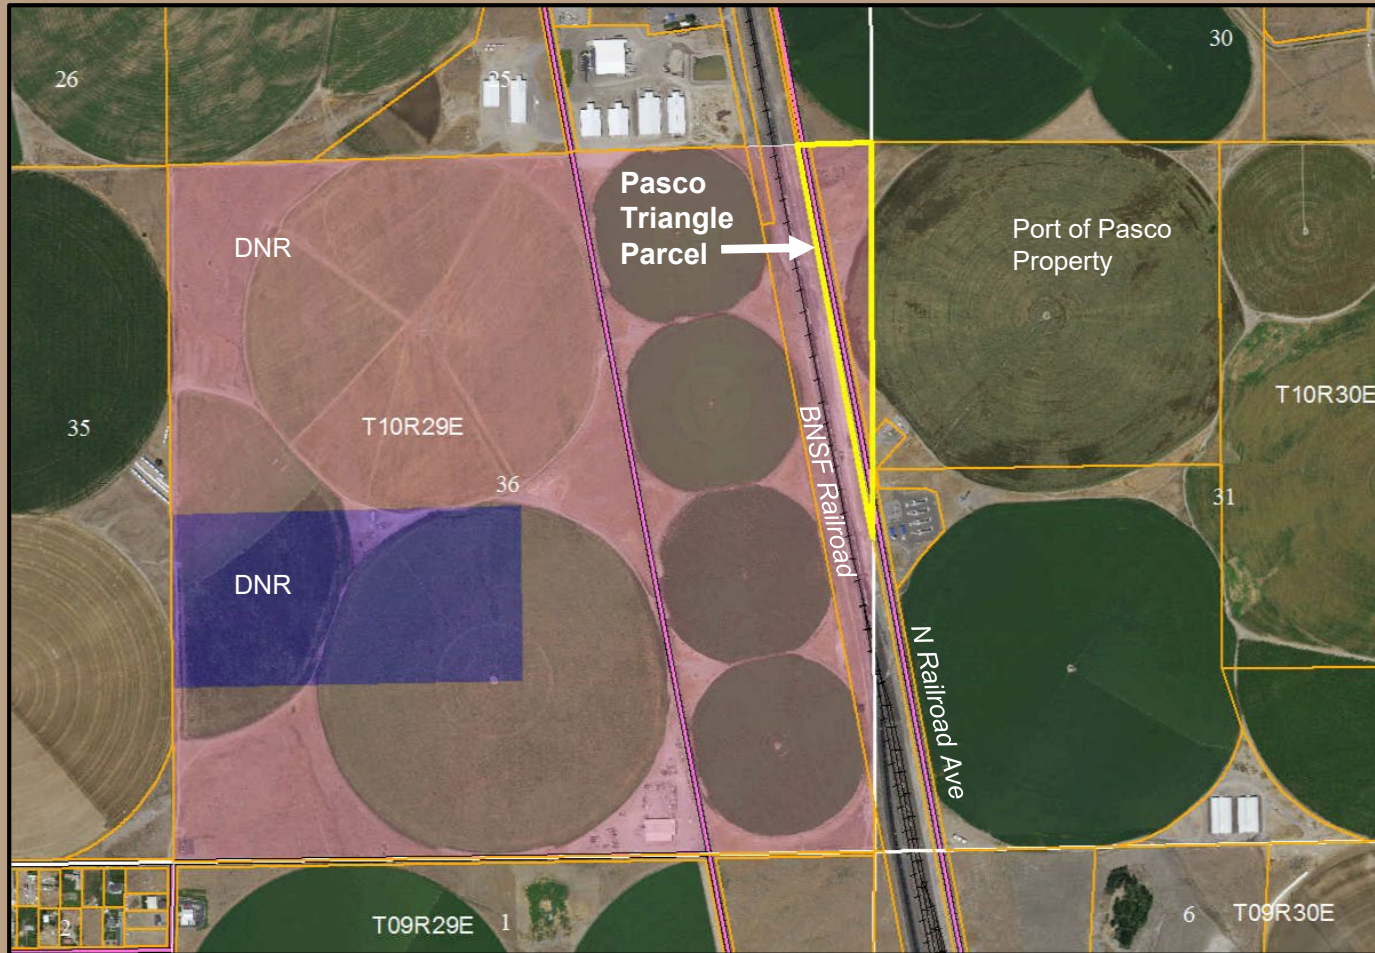 30
26
25
Pasco
Triangle
Parcel
DNR
Port of Pasco
Property
T10R30E
35
T10R29E
BNSF Railroad
36
31
DNR
N Railroad Ave
2
T09R29E
1
6
T09R30E